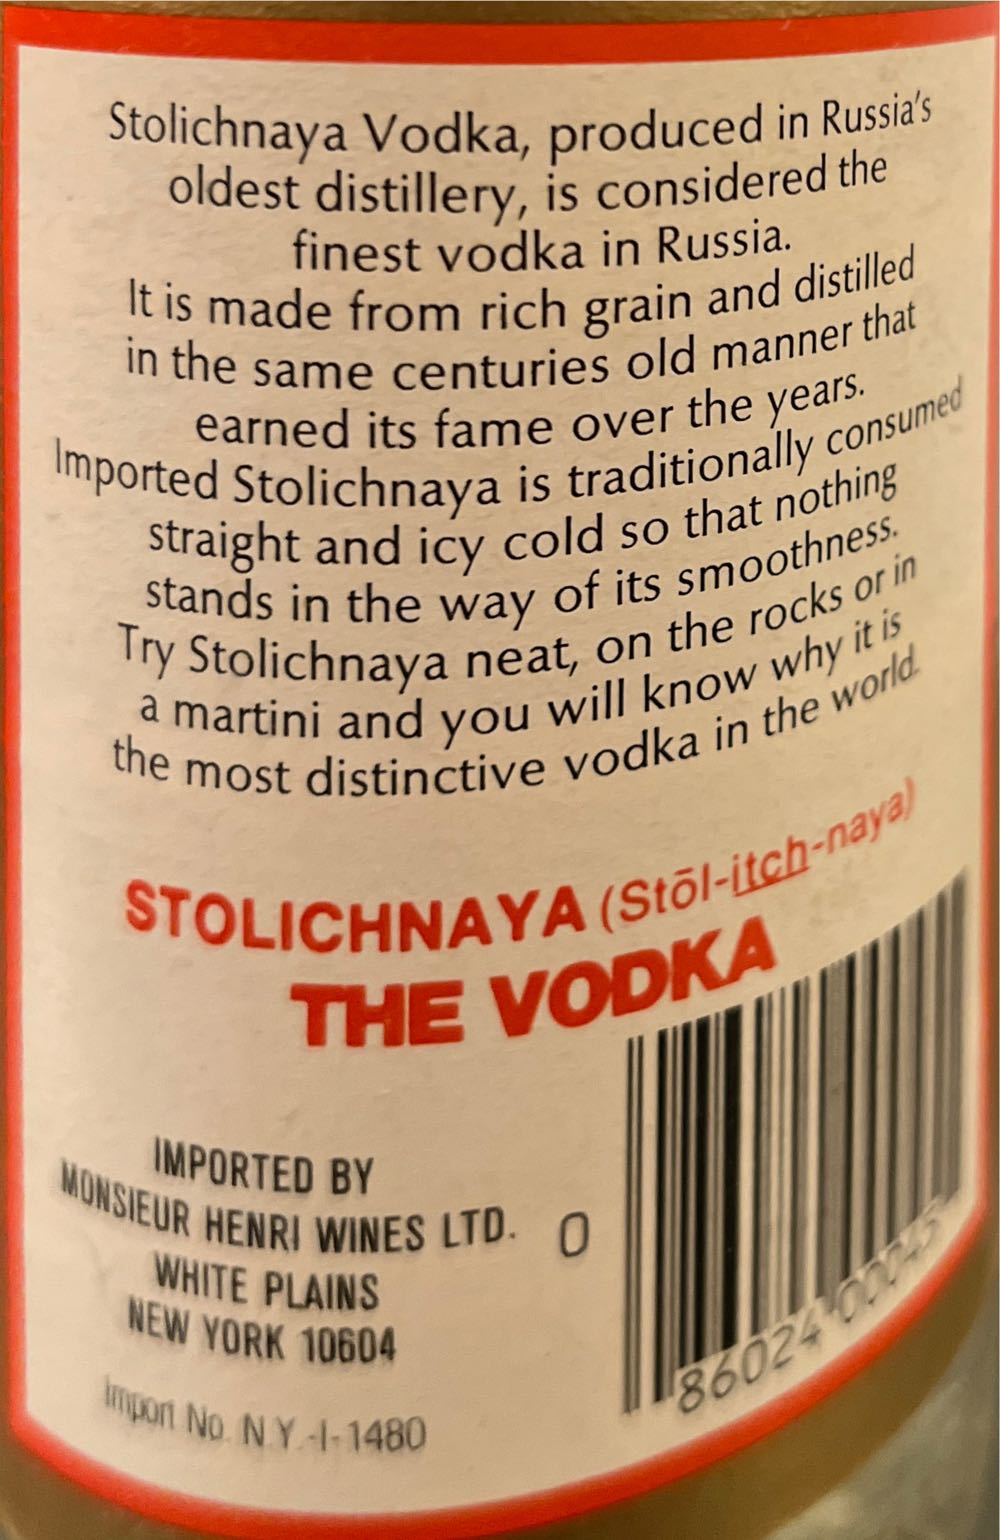 Stolichnaya Vodka, produced in Russia's
oldest distillery, is considered the
finest vodka in Russia.
It is made from rich grain and distilled
in the same centuries old manner that
earned its fame over the years.
Imported Stolichnaya is traditionally consumed
straight and icy cold so that nothing
stands in the way of its smoothness.
Try Stolichnaya neat, on the rocks or in
a martini and you will know why it is
the most distinctive vodka in the world.
STOLICHNAYA (Stōl-itch-naya)
THE VODKA
IMPORTED BY
MONSIEUR HENRI WINES LTD.
WHITE PLAINS
NEW YORK 10604
Import No. N.Y.-I-1480
0 86024 00045